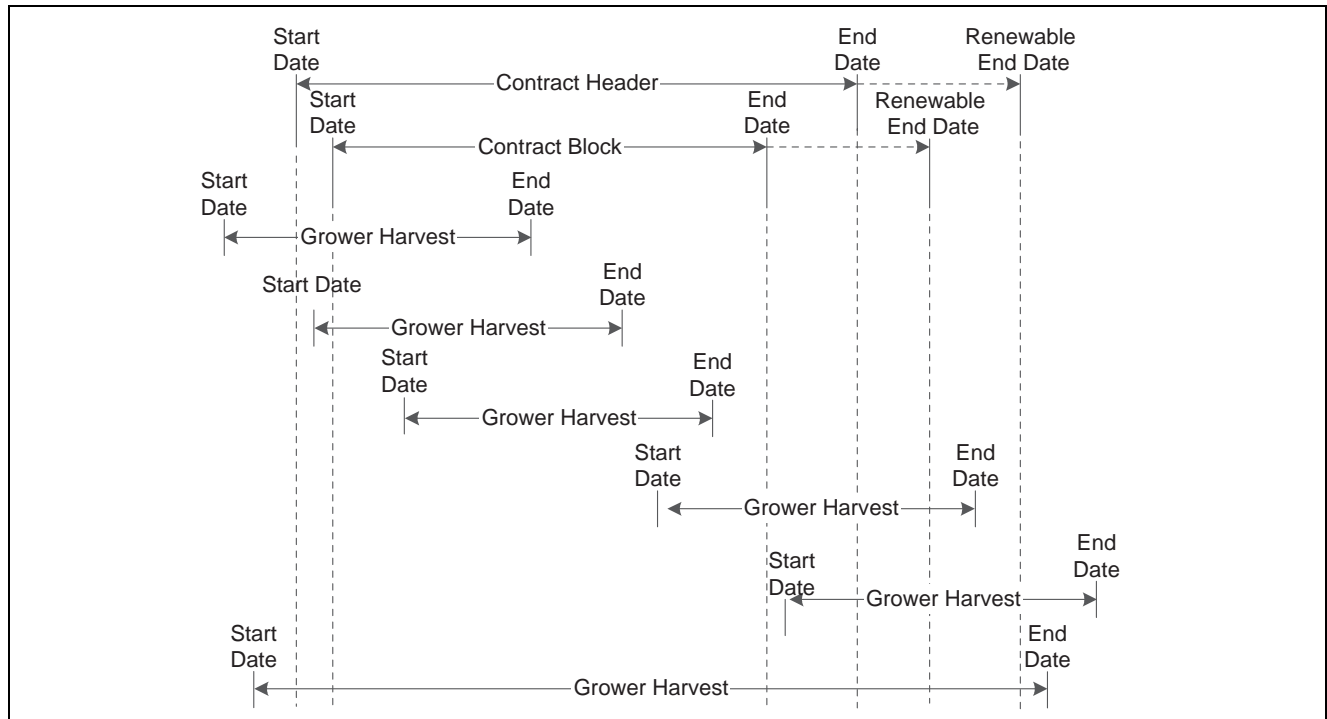 Start
Date
End
Date
Renewable
End Date
Contract Header
Start
Date
End
Date
Renewable
End Date
Contract Block
Start
Date
End
Date
Grower Harvest
Start Date
End
Date
Grower Harvest
Start
Date
End
Date
Grower Harvest
Start
Date
End
Date
Grower Harvest
Start
Date
End
Date
Grower Harvest
Start
Date
End
Date
Grower Harvest